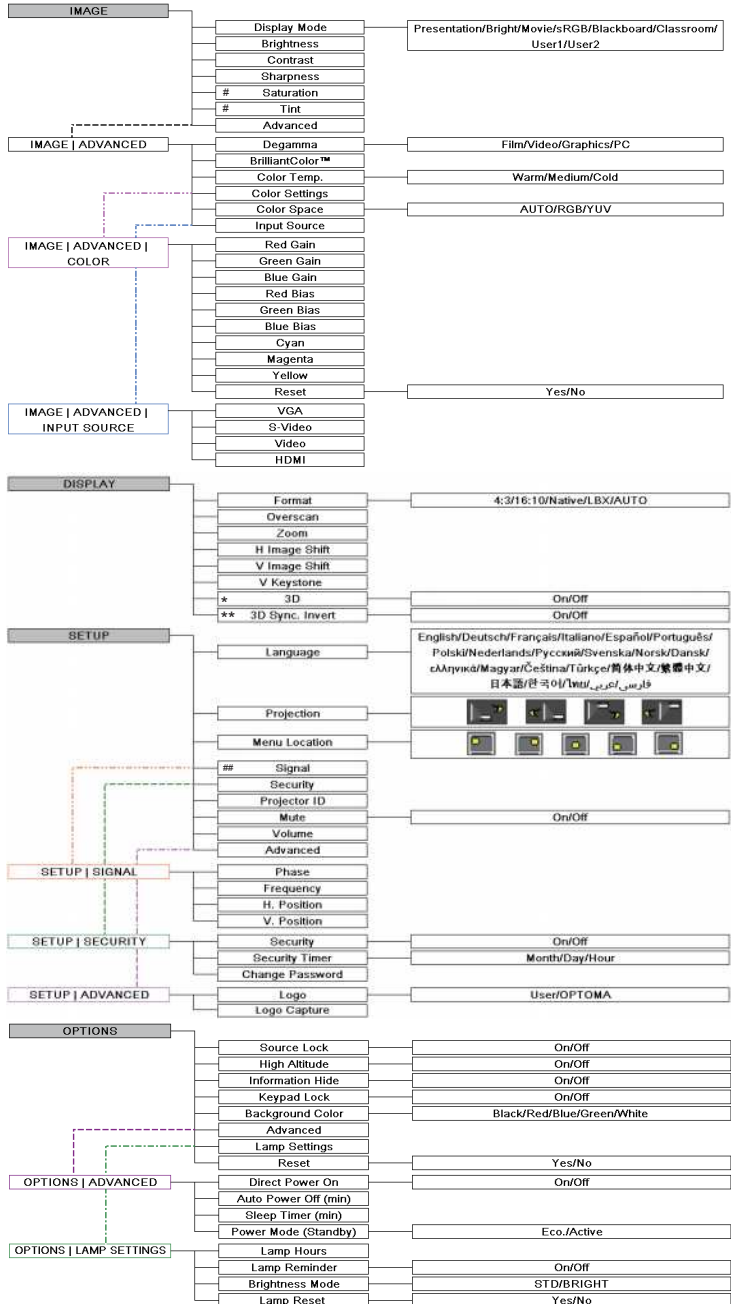 IMAGE
Display Mode
Presentation/Bright/Movie/sRGB/Blackboard/Classroom/
User1/User2
Brightness
Contrast
Sharpness
# Saturation
# Tint
Advanced
IMAGE | ADVANCED
Degamma
Film/Video/Graphics/PC
BrilliantColor™
Color Temp.
Warm/Medium/Cold
Color Settings
Color Space
AUTO/RGB/YUV
Input Source
IMAGE | ADVANCED |
COLOR
Red Gain
Green Gain
Blue Gain
Red Bias
Green Bias
Blue Bias
Cyan
Magenta
Yellow
Reset
Yes/No
IMAGE | ADVANCED |
INPUT SOURCE
VGA
S-Video
Video
HDMI
DISPLAY
Format
4:3/16:10/Native/LBX/AUTO
Overscan
Zoom
H Image Shift
V Image Shift
V Keystone
* 3D
On/Off
** 3D Sync. Invert
On/Off
SETUP
Language
English/Deutsch/Français/Italiano/Español/Português/
Polski/Nederlands/Русский/Svenska/Norsk/Dansk/
ελληνικά/Magyar/Čeština/Türkçe/简体中文/繁體中文/
日本語/한국어/ไทย/عربي/فارسی
Projection
Menu Location
## Signal
Security
Projector ID
Mute
On/Off
Volume
Advanced
SETUP | SIGNAL
Phase
Frequency
H. Position
V. Position
SETUP | SECURITY
Security
On/Off
Security Timer
Month/Day/Hour
Change Password
SETUP | ADVANCED
Logo
User/OPTOMA
Logo Capture
OPTIONS
Source Lock
On/Off
High Altitude
On/Off
Information Hide
On/Off
Keypad Lock
On/Off
Background Color
Black/Red/Blue/Green/White
Advanced
Lamp Settings
Reset
Yes/No
OPTIONS | ADVANCED
Direct Power On
On/Off
Auto Power Off (min)
Sleep Timer (min)
Power Mode (Standby)
Eco./Active
OPTIONS | LAMP SETTINGS
Lamp Hours
Lamp Reminder
On/Off
Brightness Mode
STD/BRIGHT
Lamp Reset
Yes/No